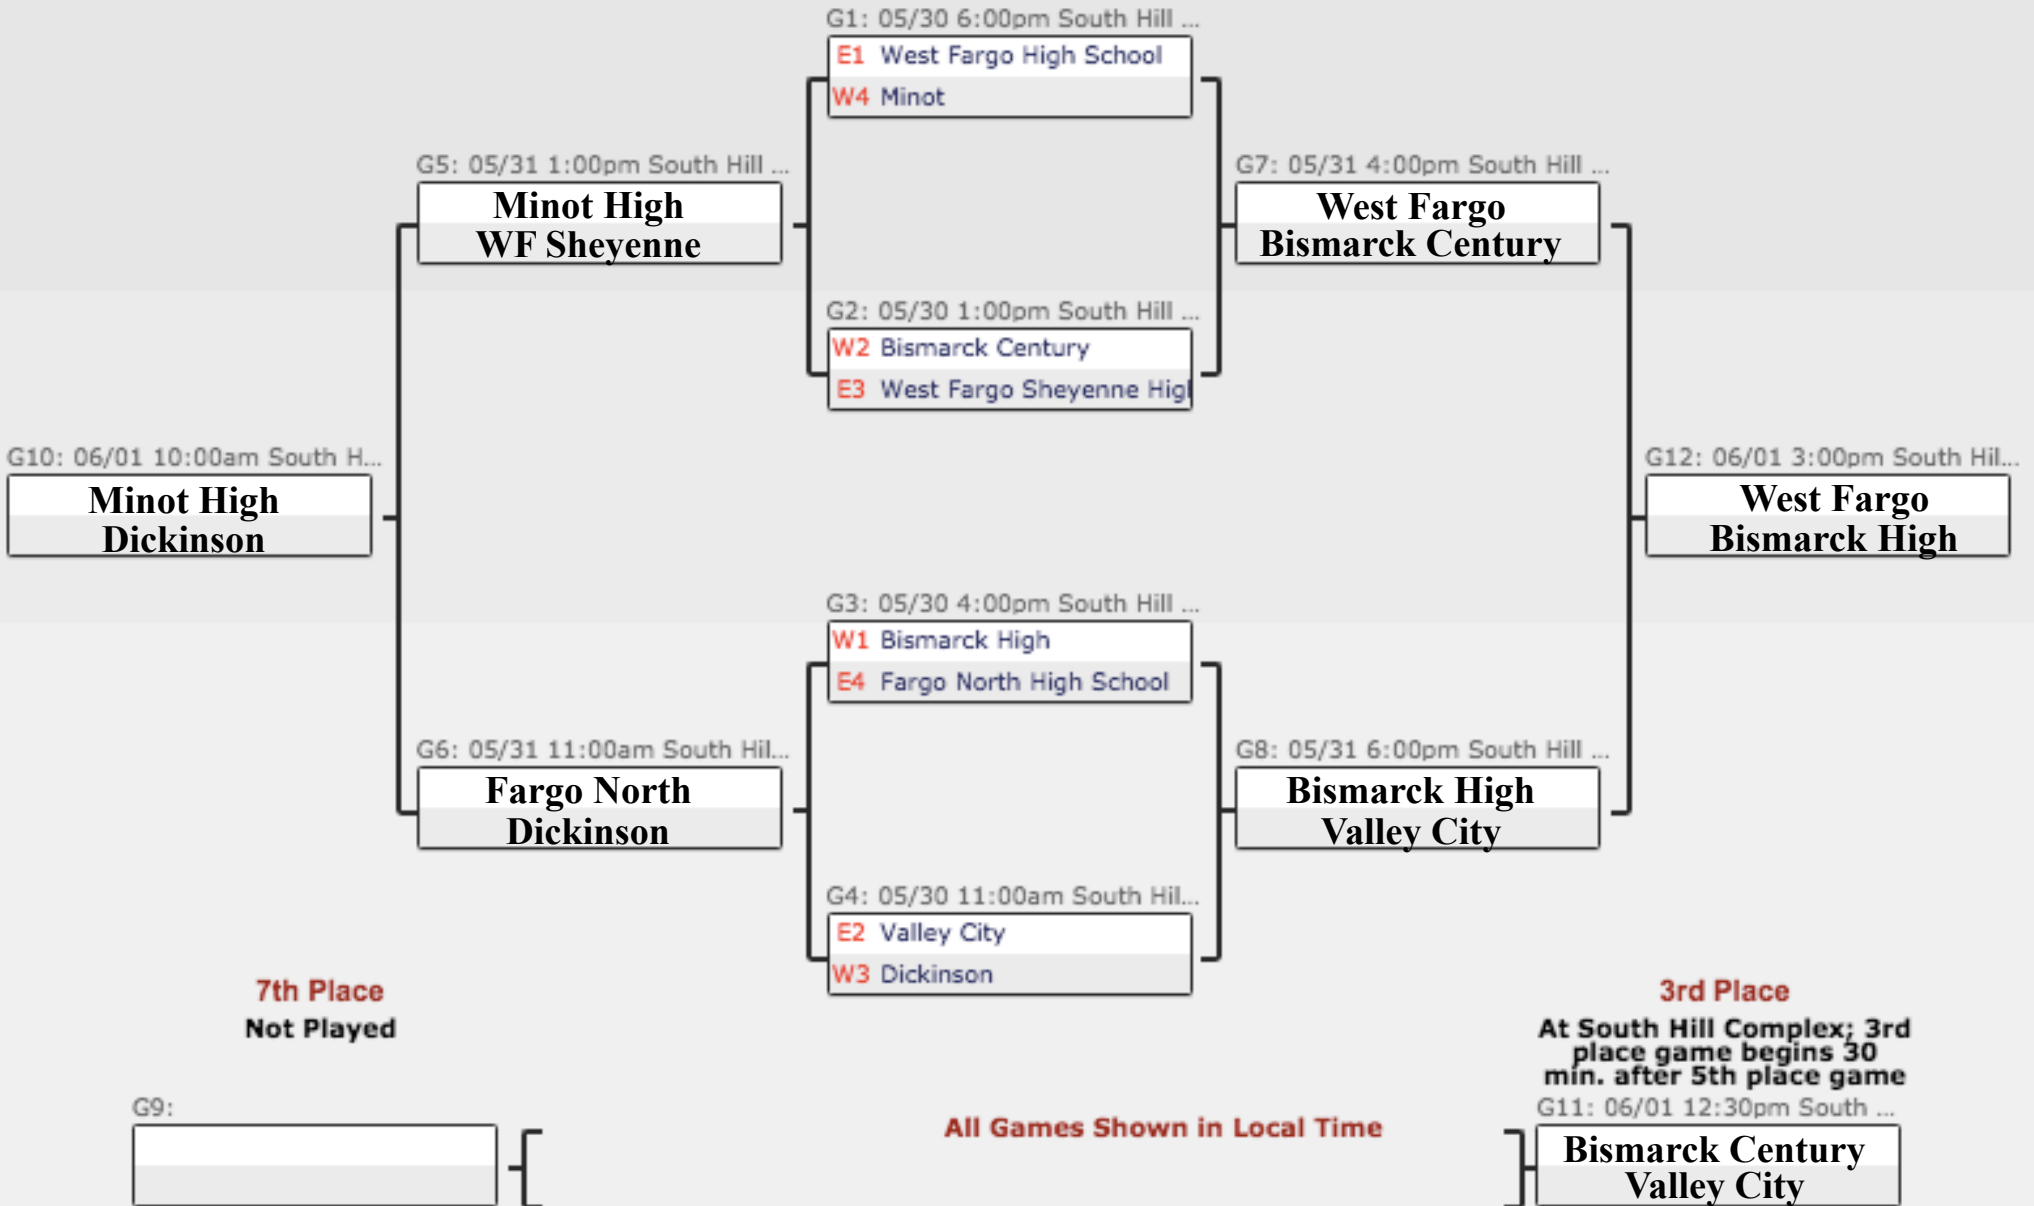 G1: 05/30 6:00pm South Hill ...
E1 West Fargo High School
W4 Minot
G5: 05/31 1:00pm South Hill ...
Minot High
WF Sheyenne
G7: 05/31 4:00pm South Hill ...
West Fargo
Bismarck Century
G2: 05/30 1:00pm South Hill ...
W2 Bismarck Century
E3 West Fargo Sheyenne Higl
G10: 06/01 10:00am South H...
Minot High
Dickinson
G12: 06/01 3:00pm South Hil...
West Fargo
Bismarck High
G3: 05/30 4:00pm South Hill ...
W1 Bismarck High
E4 Fargo North High School
G6: 05/31 11:00am South Hil...
Fargo North
Dickinson
G8: 05/31 6:00pm South Hill ...
Bismarck High
Valley City
G4: 05/30 11:00am South Hil...
E2 Valley City
W3 Dickinson
7th Place
Not Played
3rd Place
At South Hill Complex; 3rd
place game begins 30
min. after 5th place game
G9:
All Games Shown in Local Time
G11: 06/01 12:30pm South ...
Bismarck Century
Valley City